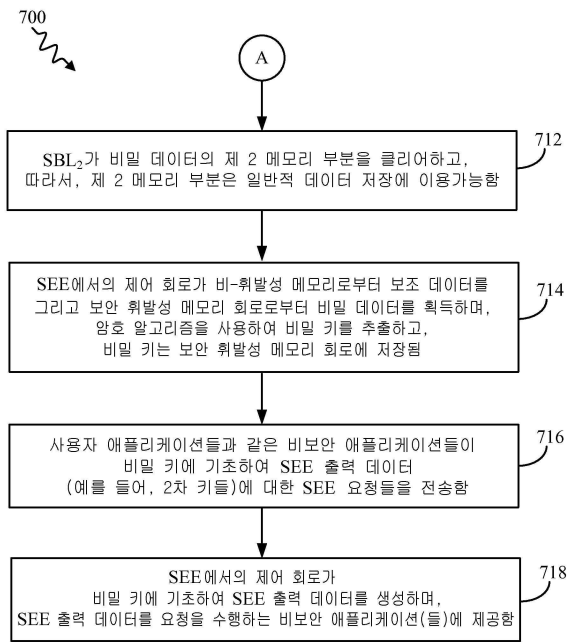 700
A
712
SBL₂가 비밀 데이터의 제 2 메모리 부분을 클리어하고,
따라서, 제 2 메모리 부분은 일반적 데이터 저장에 이용가능함
714
SEE에서의 제어 회로가 비-휘발성 메모리로부터 보조 데이터를
그리고 보안 휘발성 메모리 회로로부터 비밀 데이터를 획득하며,
암호 알고리즘을 사용하여 비밀 키를 추출하고,
비밀 키는 보안 휘발성 메모리 회로에 저장됨
716
사용자 애플리케이션들과 같은 비보안 애플리케이션들이
비밀 키에 기초하여 SEE 출력 데이터
(예를 들어, 2차 키들)에 대한 SEE 요청들을 전송함
718
SEE에서의 제어 회로가
비밀 키에 기초하여 SEE 출력 데이터를 생성하며,
SEE 출력 데이터를 요청을 수행하는 비보안 애플리케이션(들)에 제공함